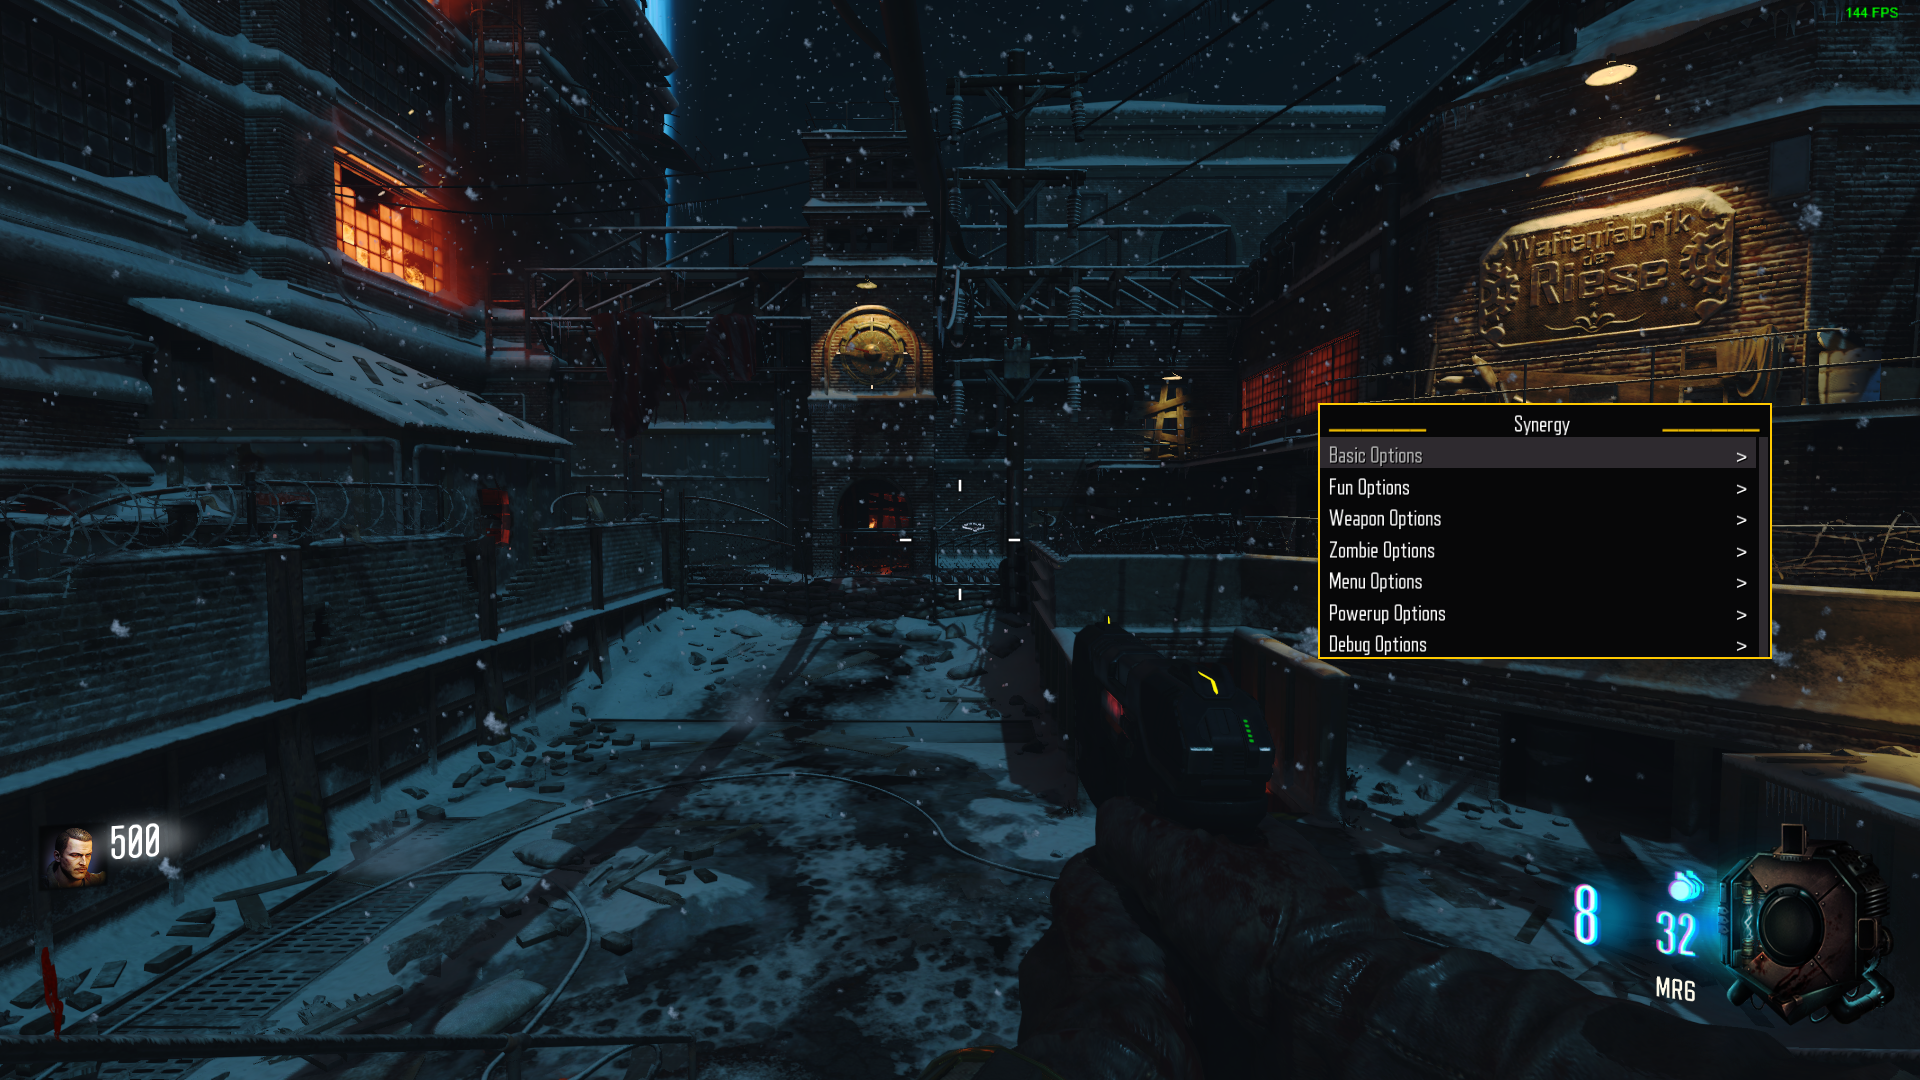 144 FPS
Waffenfabrik
der
Riese
Synergy
Basic Options >
Fun Options >
Weapon Options >
Zombie Options >
Menu Options >
Powerup Options >
Debug Options >
500
8
32
MR6